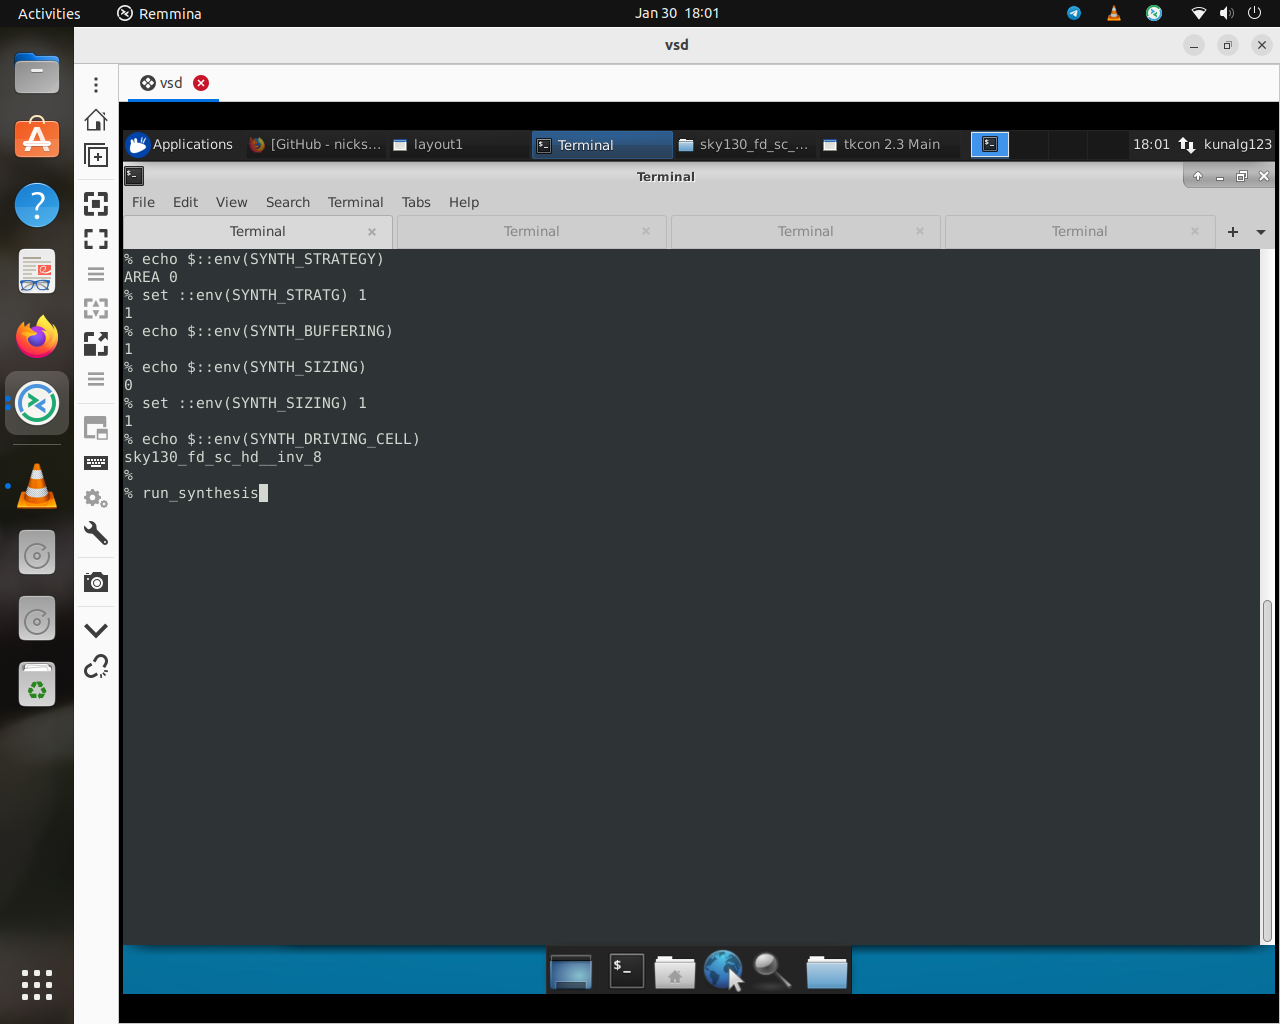 Activities Remmina Jan 30 18:01
vsd
vsd
Applications [GitHub - nicks... layout1 Terminal sky130_fd_sc_... tkcon 2.3 Main 18:01 kunalg123
Terminal
File Edit View Search Terminal Tabs Help
Terminal Terminal Terminal Terminal
% echo $::env(SYNTH_STRATEGY)
AREA 0
% set ::env(SYNTH_STRATG) 1
1
% echo $::env(SYNTH_BUFFERING)
1
% echo $::env(SYNTH_SIZING)
0
% set ::env(SYNTH_SIZING) 1
1
% echo $::env(SYNTH_DRIVING_CELL)
sky130_fd_sc_hd__inv_8
%
% run_synthesis